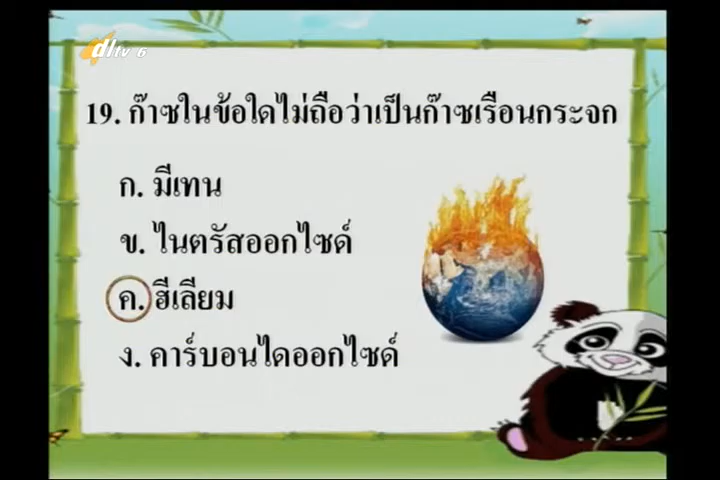 dltv 6
19. ก๊าซในข้อใดไม่ถือว่าเป็นก๊าซเรือนกระจก
ก. มีเทน
ข. ไนตรัสออกไซด์
ค. ฮีเลียม
ง. คาร์บอนไดออกไซด์